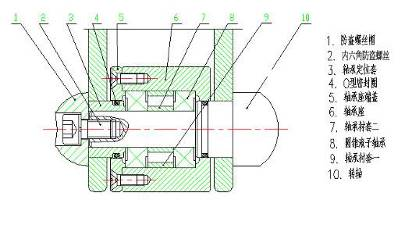 1 2 3 4 5 6 7 8 9 10
1. 防盗螺丝帽
2. 内六角防盗螺丝
3. 轴承定位套
4. O型密封圈
5. 轴承座端盖
6. 轴承座
7. 轴承衬套二
8. 圆锥滚子轴承
9. 轴承衬套一
10. 转轴